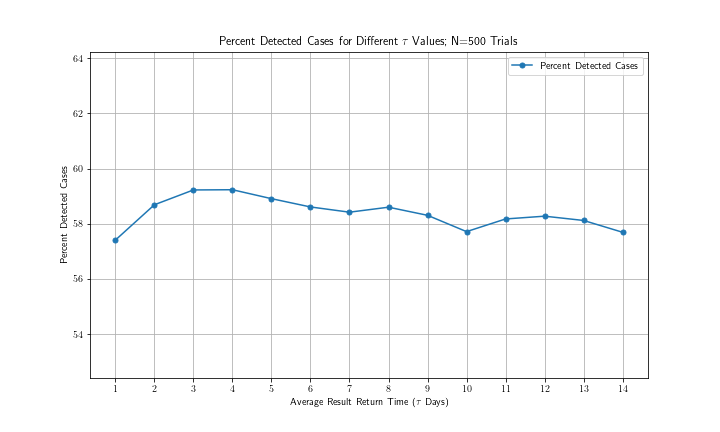 Percent Detected Cases for Different τ Values; N=500 Trials
Percent Detected Cases
64
62
60
58
56
54
Percent Detected Cases
1 2 3 4 5 6 7 8 9 10 11 12 13 14
Average Result Return Time (τ Days)